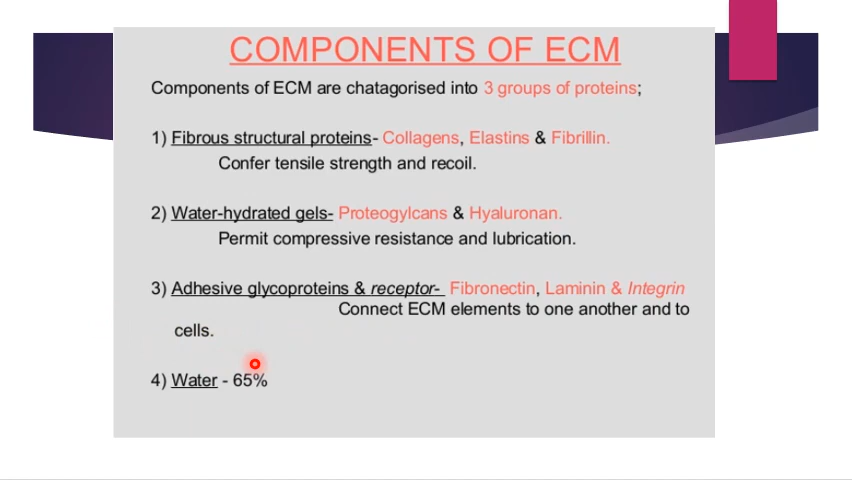 COMPONENTS OF ECM
Components of ECM are chatagorised into 3 groups of proteins;
1) Fibrous structural proteins- Collagens, Elastins & Fibrillin.
Confer tensile strength and recoil.
2) Water-hydrated gels- Proteogylcans & Hyaluronan.
Permit compressive resistance and lubrication.
3) Adhesive glycoproteins & receptor- Fibronectin, Laminin & Integrin
Connect ECM elements to one another and to
cells.
4) Water - 65%